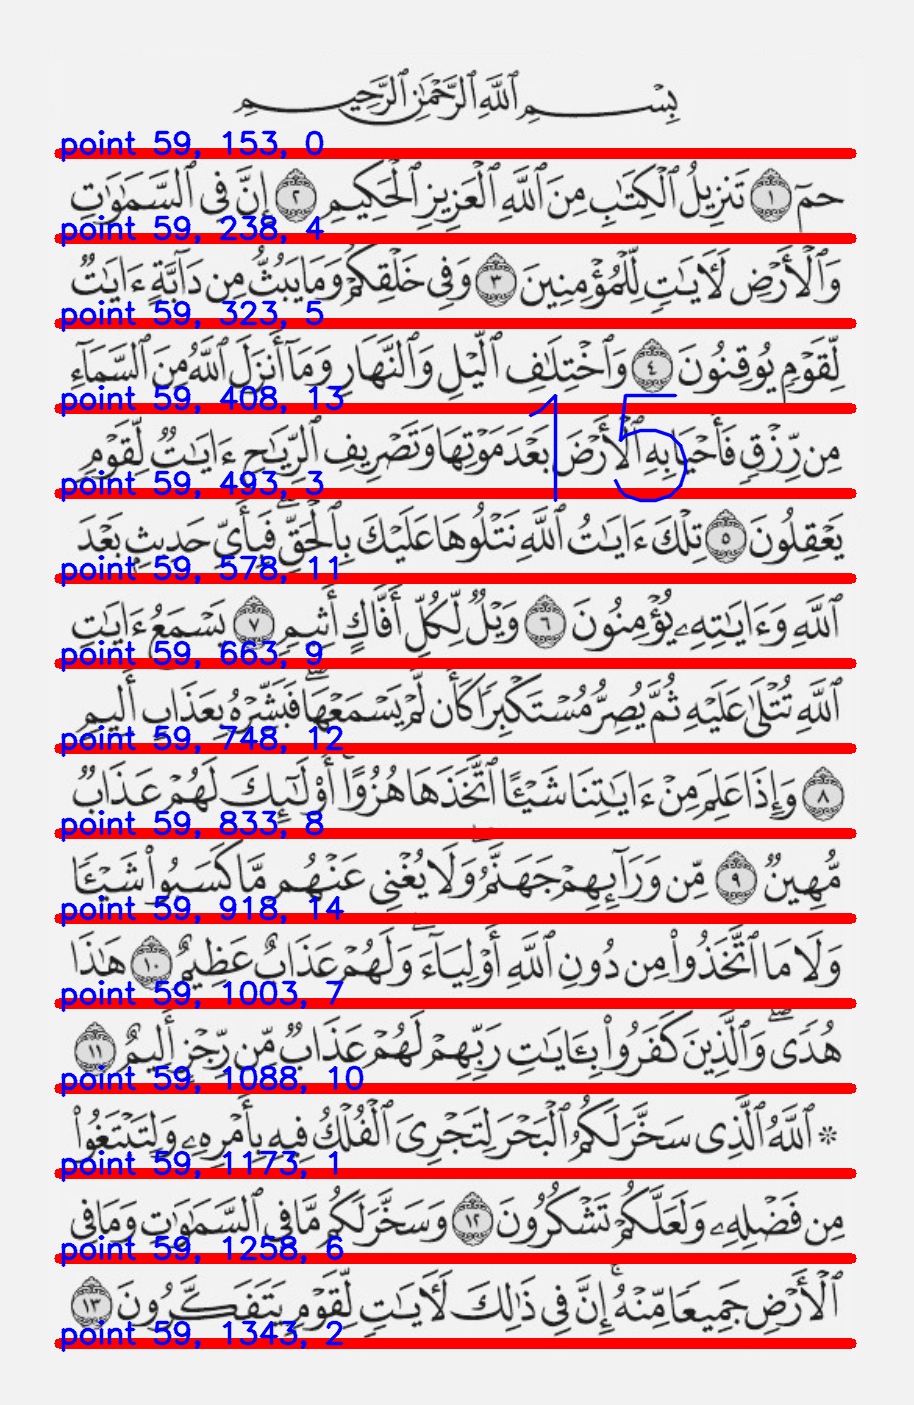 بِسْمِ ٱللَّهِ ٱلرَّحْمَٰنِ ٱلرَّحِيمِ
point 59, 153, 0
حمٓ ١ تَنزِيلُ ٱلْكِتَٰبِ مِنَ ٱللَّهِ ٱلْعَزِيزِ ٱلْحَكِيمِ ٢ إِنَّ فِى ٱلسَّمَٰوَٰتِ
point 59, 238, 4
وَٱلْأَرْضِ لَءَايَٰتٍ لِّلْمُؤْمِنِينَ ٣ وَفِى خَلْقِكُمْ وَمَا يَبُثُّ مِن دَآبَّةٍ ءَايَٰتٌ
point 59, 323, 5
لِّقَوْمٍ يُوقِنُونَ ٤ وَٱخْتِلَٰفِ ٱلَّيْلِ وَٱلنَّهَارِ وَمَآ أَنزَلَ ٱللَّهُ مِنَ ٱلسَّمَآءِ
point 59, 408, 13
15
مِن رِّزْقٍ فَأَحْيَا بِهِ ٱلْأَرْضَ بَعْدَ مَوْتِهَا وَتَصْرِيفِ ٱلرِّيَٰحِ ءَايَٰتٌ لِّقَوْمٍ
point 59, 493, 3
يَعْقِلُونَ ٥ تِلْكَ ءَايَٰتُ ٱللَّهِ نَتْلُوهَا عَلَيْكَ بِٱلْحَقِّ ۖ فَبِأَىِّ حَدِيثٍۭ بَعْدَ
point 59, 578, 11
ٱللَّهِ وَءَايَٰتِهِۦ يُؤْمِنُونَ ٦ وَيْلٌ لِّكُلِّ أَفَّاكٍ أَثِيمٍ ٧ يَسْمَعُ ءَايَٰتِ
point 59, 663, 9
ٱللَّهِ تُتْلَىٰ عَلَيْهِ ثُمَّ يُصِرُّ مُسْتَكْبِرًا كَأَن لَّمْ يَسْمَعْهَا ۖ فَبَشِّرْهُ بِعَذَابٍ أَلِيمٍ
point 59, 748, 12
٨ وَإِذَا عَلِمَ مِنْ ءَايَٰتِنَا شَيْـًٔا ٱتَّخَذَهَا هُزُوًا ۚ أُو۟لَٰٓئِكَ لَهُمْ عَذَابٌ
point 59, 833, 8
مُّهِينٌ ٩ مِّن وَرَآئِهِمْ جَهَنَّمُ ۖ وَلَا يُغْنِى عَنْهُم مَّا كَسَبُوا۟ شَيْـًٔا
point 59, 918, 14
وَلَا مَا ٱتَّخَذُوا۟ مِن دُونِ ٱللَّهِ أَوْلِيَآءَ ۖ وَلَهُمْ عَذَابٌ عَظِيمٌ ١٠ هَٰذَا
point 59, 1003, 7
هُدًى ۖ وَٱلَّذِينَ كَفَرُوا۟ بِـَٔايَٰتِ رَبِّهِمْ لَهُمْ عَذَابٌ مِّن رِّجْزٍ أَلِيمٌ ١١
point 59, 1088, 10
۞ ٱللَّهُ ٱلَّذِى سَخَّرَ لَكُمُ ٱلْبَحْرَ لِتَجْرِىَ ٱلْفُلْكُ فِيهِ بِأَمْرِهِۦ وَلِتَبْتَغُوا۟
point 59, 1173, 1
مِن فَضْلِهِۦ وَلَعَلَّكُمْ تَشْكُرُونَ ١٢ وَسَخَّرَ لَكُم مَّا فِى ٱلسَّمَٰوَٰتِ وَمَا فِى
point 59, 1258, 6
ٱلْأَرْضِ جَمِيعًا مِّنْهُ ۚ إِنَّ فِى ذَٰلِكَ لَءَايَٰتٍ لِّقَوْمٍ يَتَفَكَّرُونَ ١٣
point 59, 1343, 2